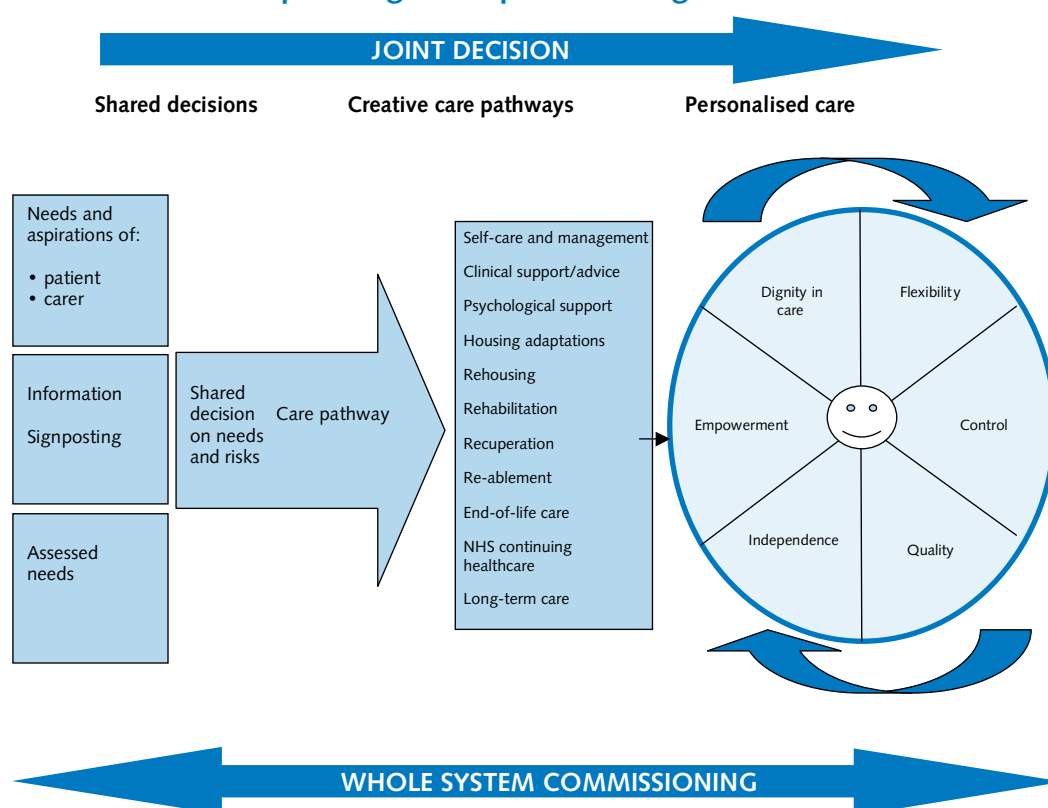 JOINT DECISION
Shared decisions
Creative care pathways
Personalised care
Needs and
aspirations of:
• patient
• carer
Information
Signposting
Assessed
needs
Shared
decision
on needs
and risks
Care pathway
Self-care and management
Clinical support/advice
Psychological support
Housing adaptations
Rehousing
Rehabilitation
Recuperation
Re-ablement
End-of-life care
NHS continuing
healthcare
Long-term care
Dignity in
care
Flexibility
Empowerment
Control
Independence
Quality
WHOLE SYSTEM COMMISSIONING